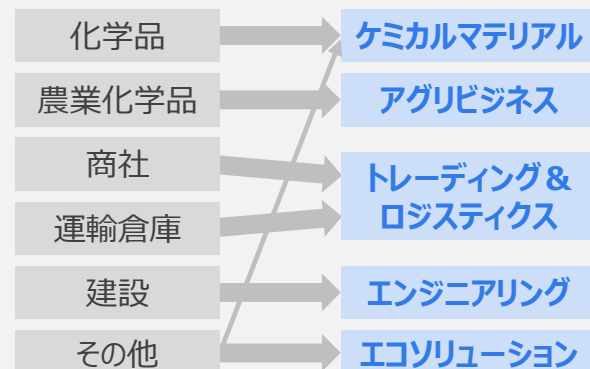 化学品
ケミカルマテリアル
農業化学品
アグリビジネス
商社
トレーディング＆
ロジスティクス
運輸倉庫
建設
エンジニアリング
その他
エコソリューション